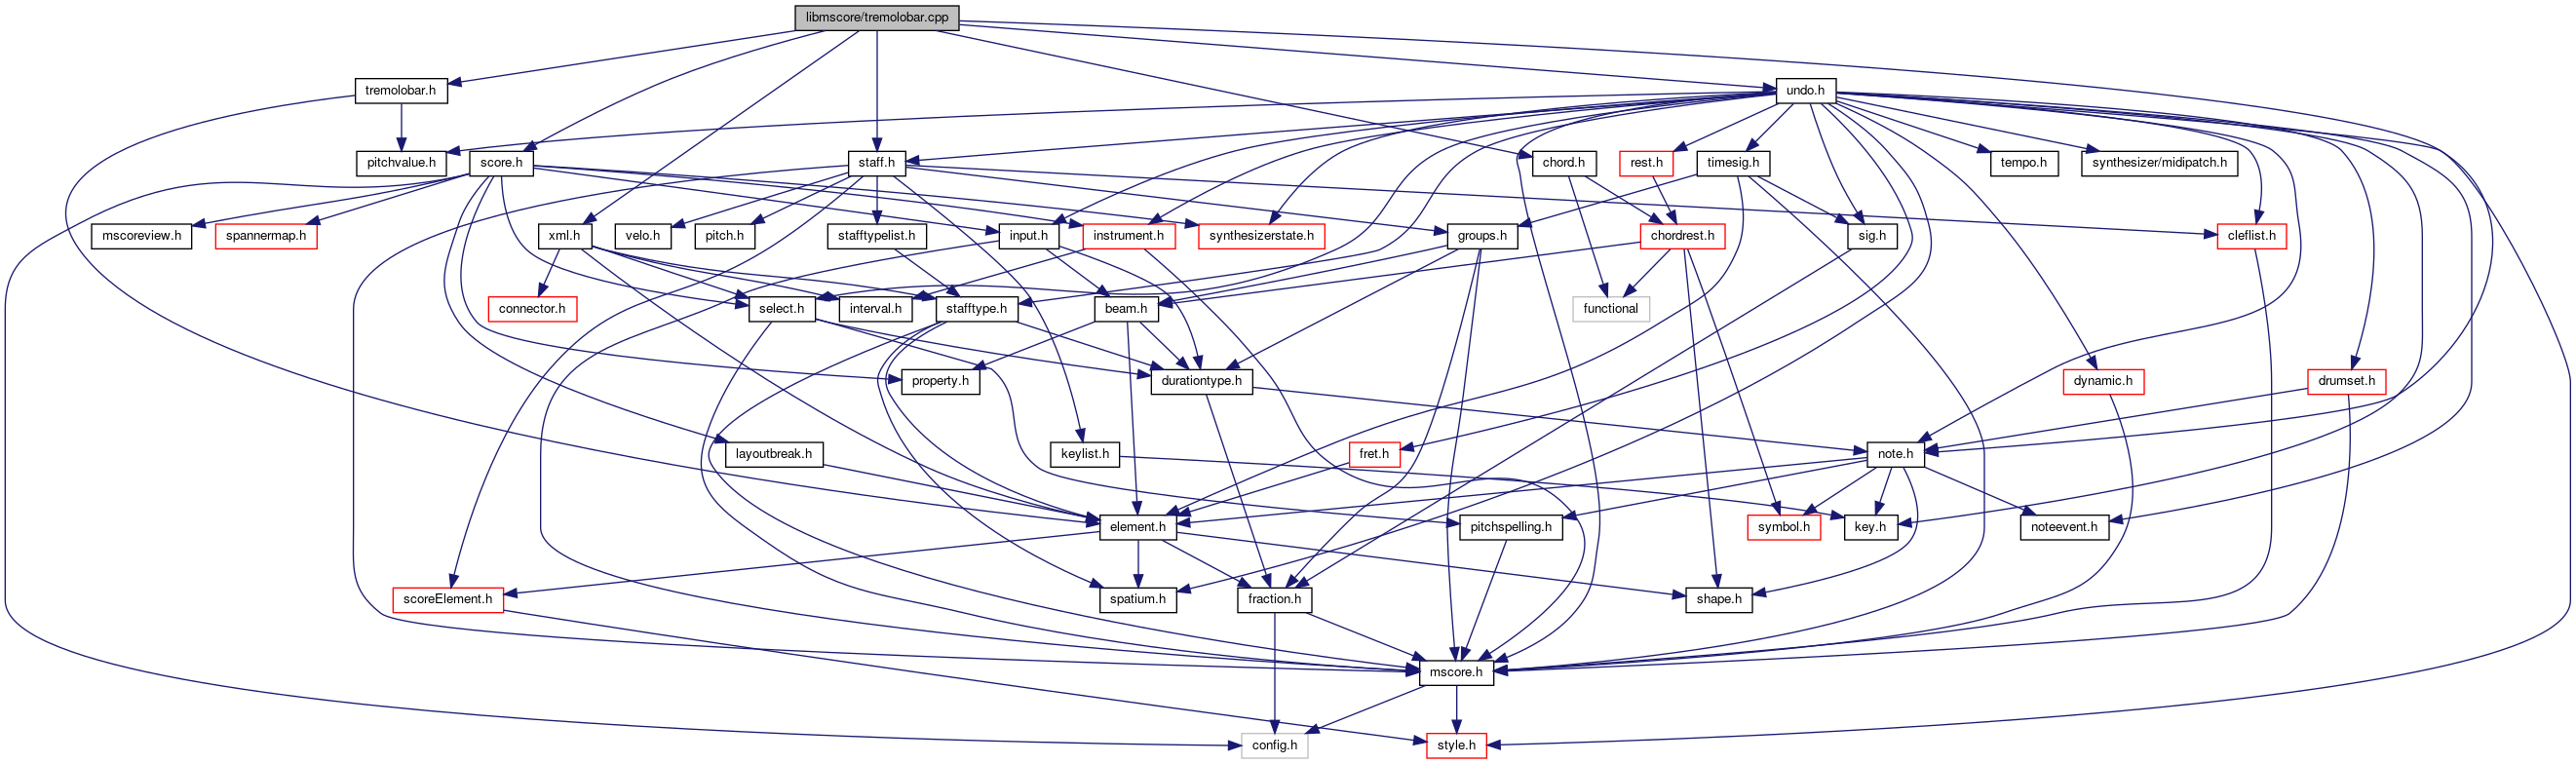 libmscore/tremolobar.cpp
tremolobar.h
undo.h
pitchvalue.h
score.h
staff.h
chord.h
rest.h
timesig.h
tempo.h
synthesizer/midipatch.h
mscoreview.h
spannermap.h
xml.h
velo.h
pitch.h
stafftypelist.h
input.h
instrument.h
synthesizerstate.h
groups.h
chordrest.h
sig.h
cleflist.h
connector.h
select.h
interval.h
stafftype.h
beam.h
functional
property.h
durationtype.h
dynamic.h
drumset.h
layoutbreak.h
keylist.h
fret.h
note.h
element.h
pitchspelling.h
symbol.h
key.h
noteevent.h
scoreElement.h
spatium.h
fraction.h
shape.h
mscore.h
config.h
style.h